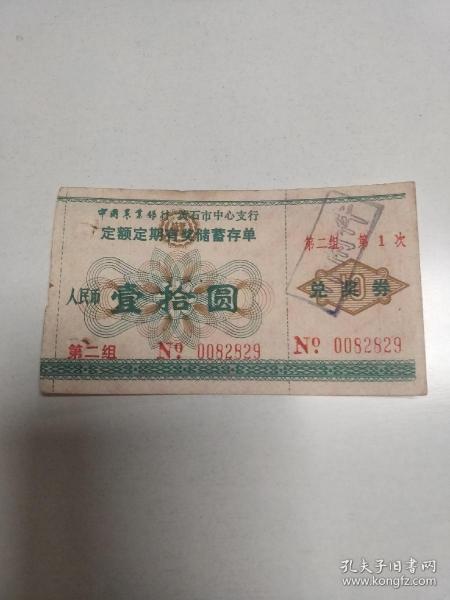 中国农业银行 黄石市中心支行
定额定期有奖储蓄存单
人民币 壹拾圆
第二组 No 0082829
第二组 第1次
兑奖券
No 0082829
孔夫子旧书网
www.kongfz.com